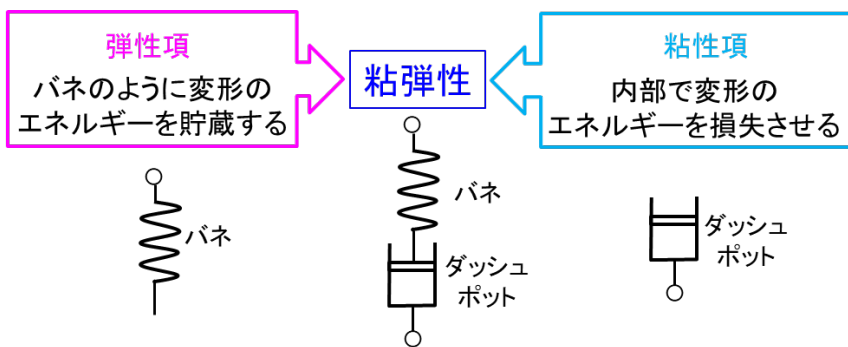 弾性項
バネのように変形の
エネルギーを貯蔵する
粘弾性
粘性項
内部で変形の
エネルギーを損失させる
バネ
バネ
ダッシュ
ポット
ダッシュ
ポット